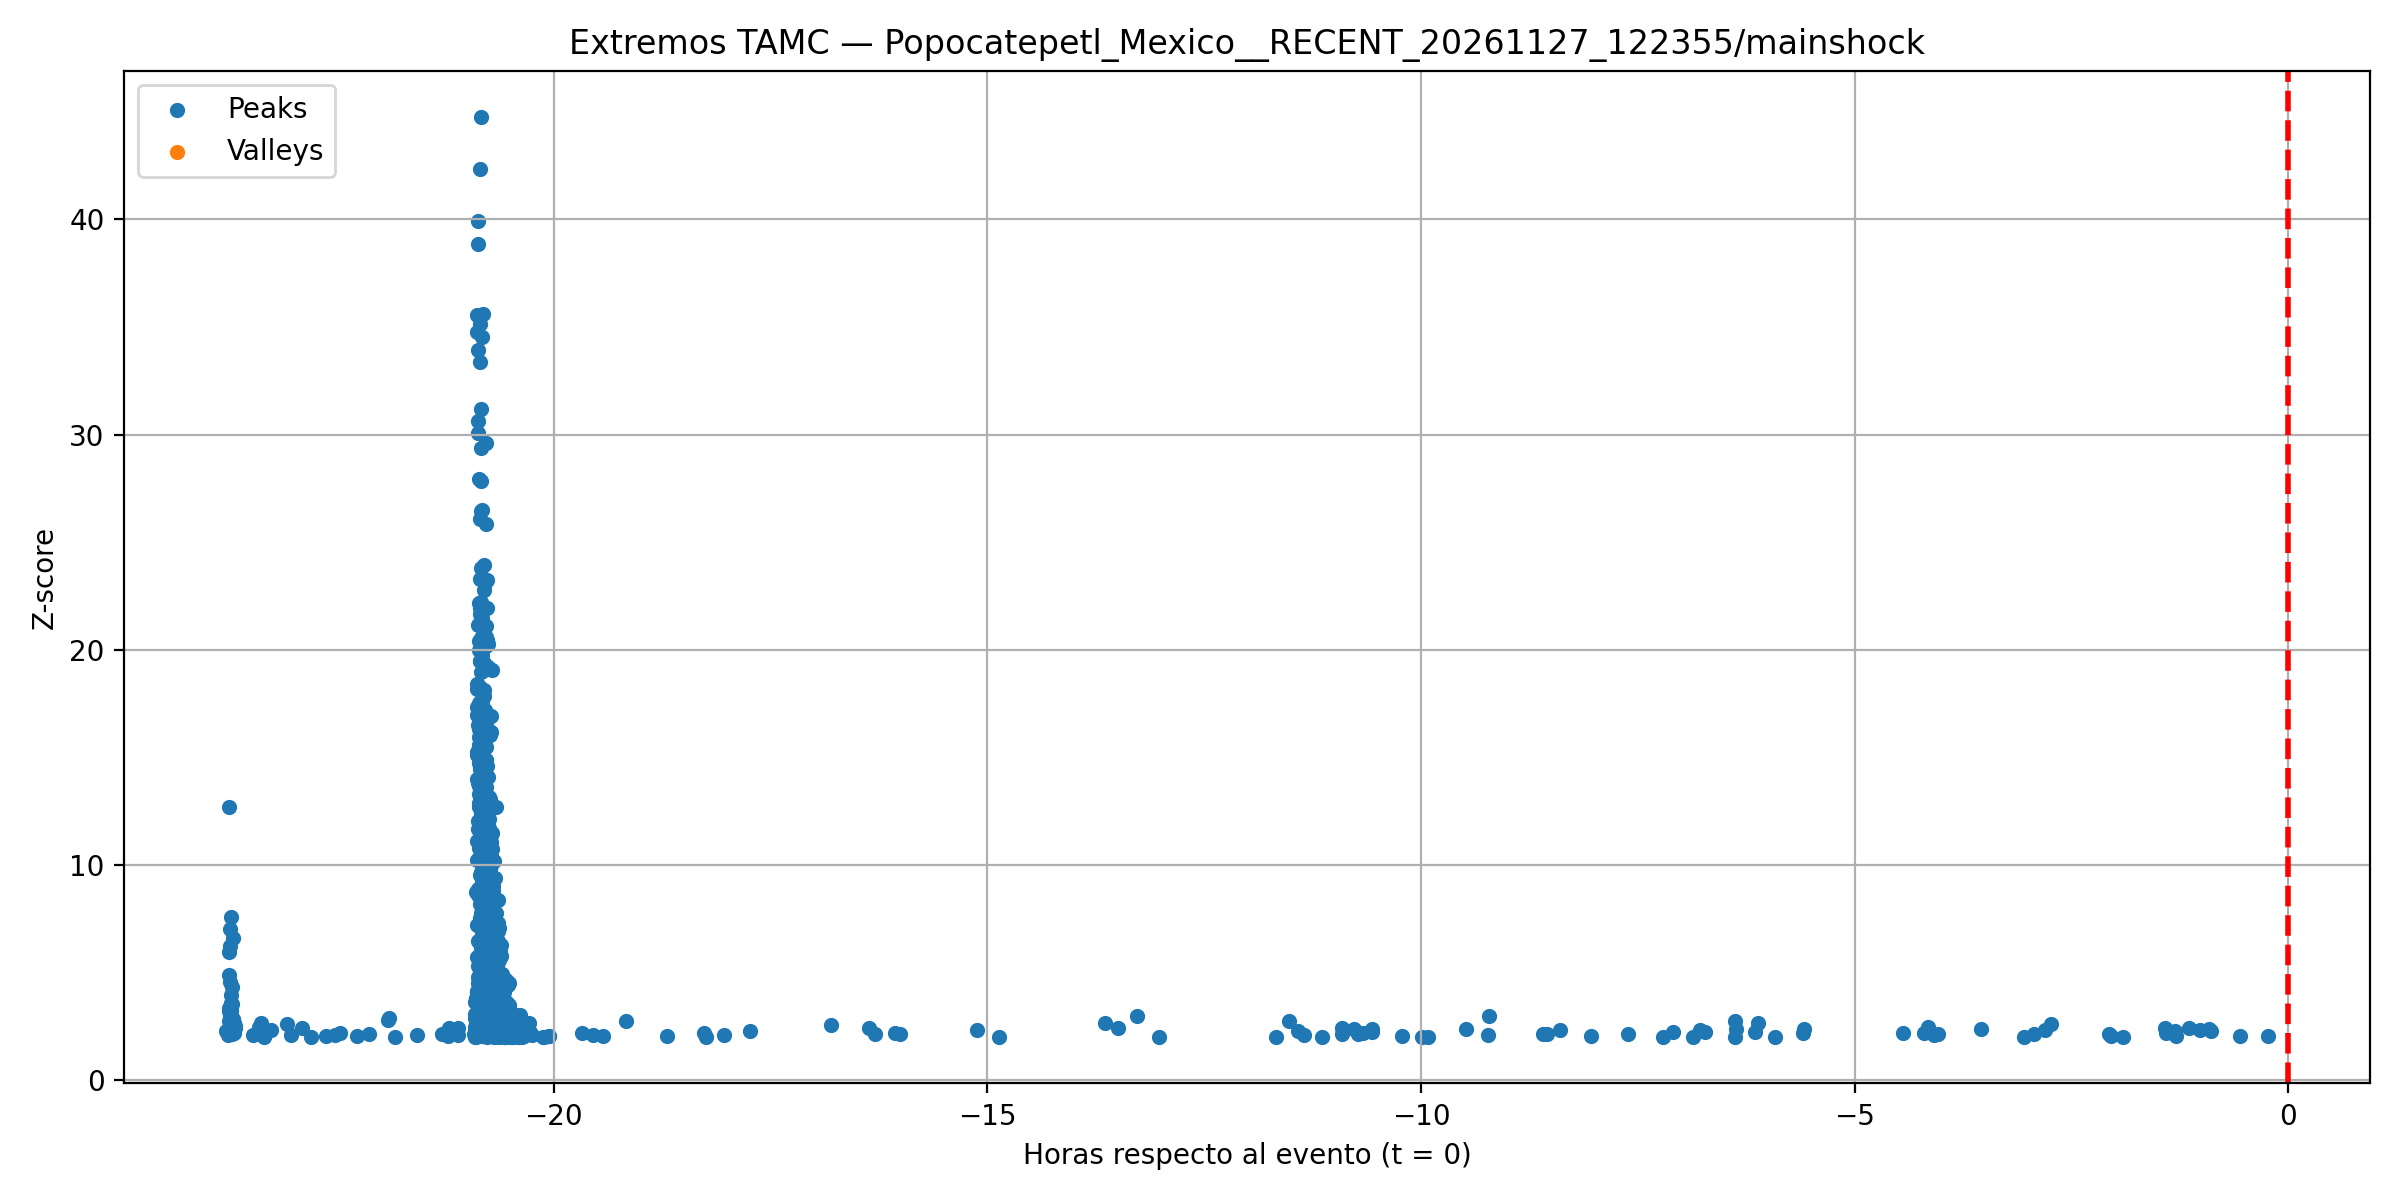 Extremos TAMC — Popocatepetl_Mexico__RECENT_20261127_122355/mainshock
Peaks
Valleys
40
30
20
10
0
Z-score
−20
−15
−10
−5
0
Horas respecto al evento (t = 0)